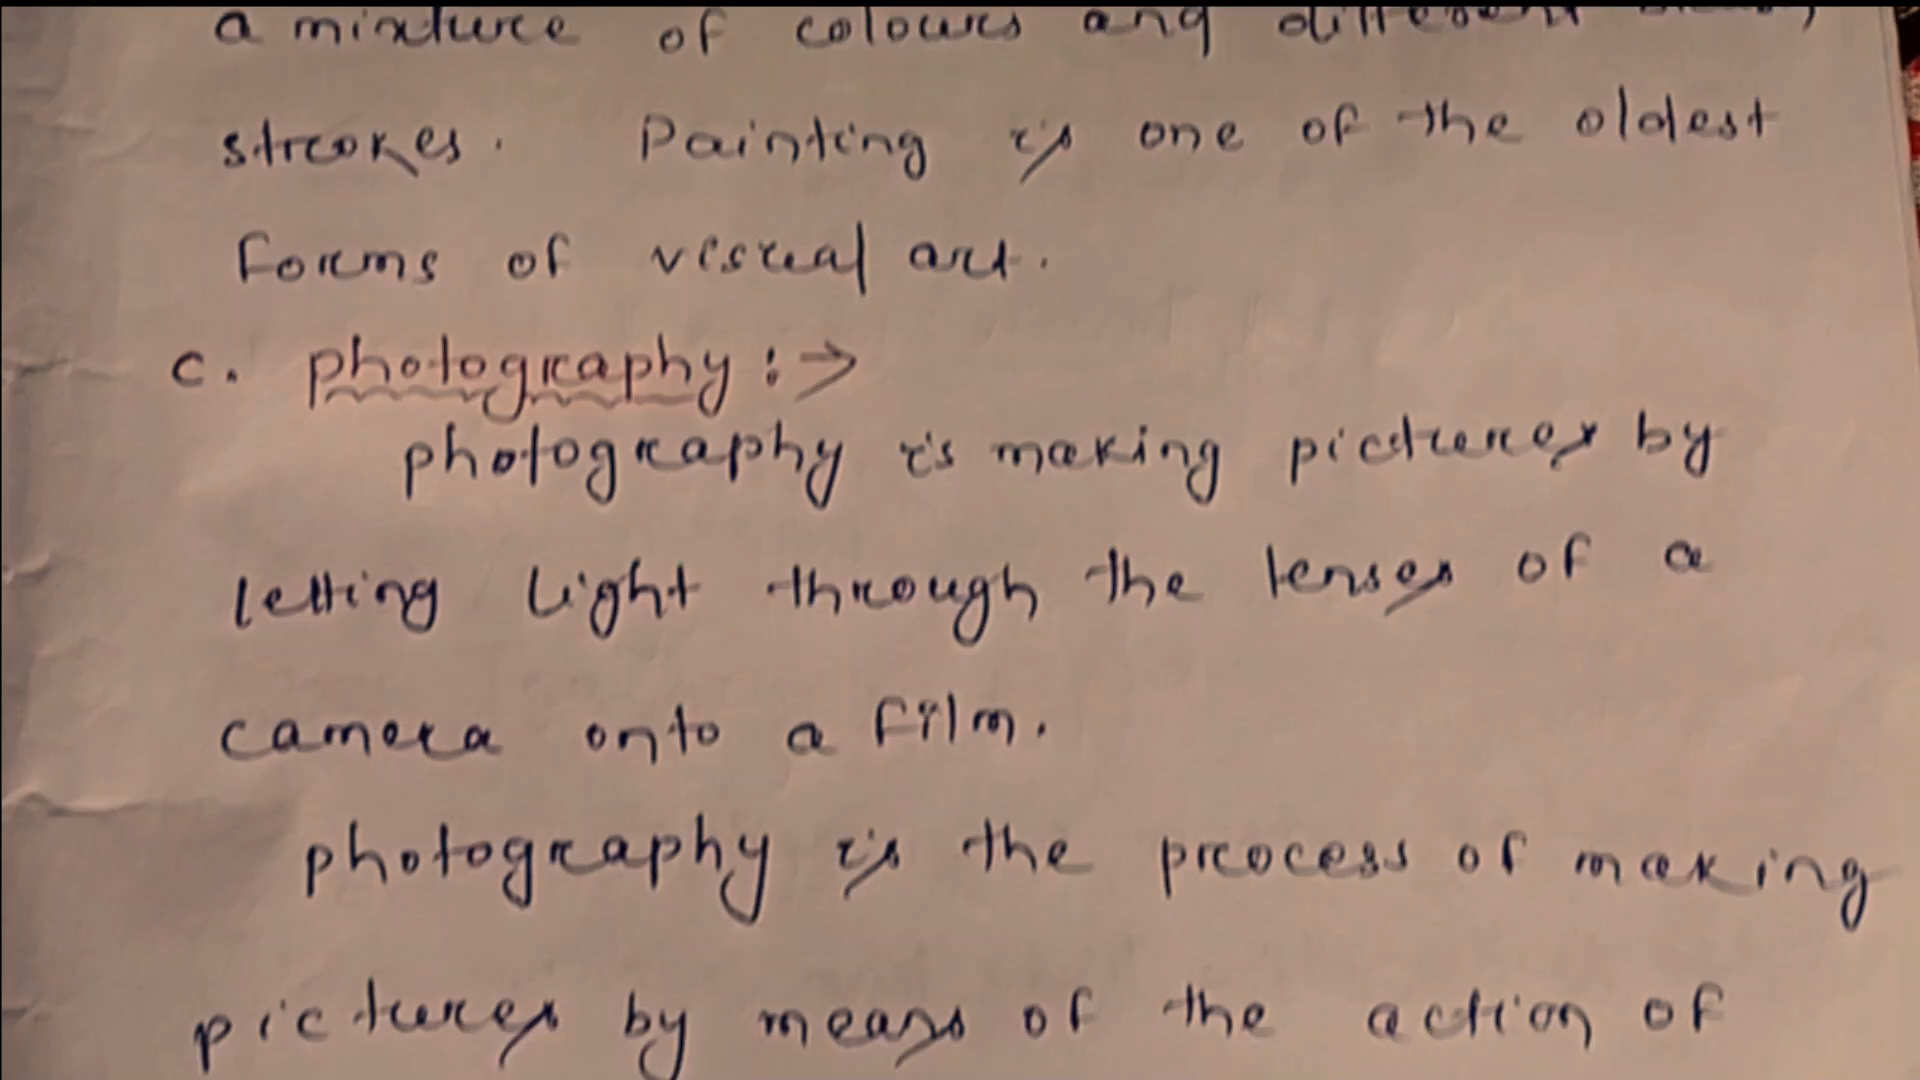 a mixture of colours and different
strokes. Painting is one of the oldest
forms of visual art.
c. photography :→
photography is making pictures by
letting light through the lenses of a
camera onto a film.
photography is the process of making
pictures by means of the action of